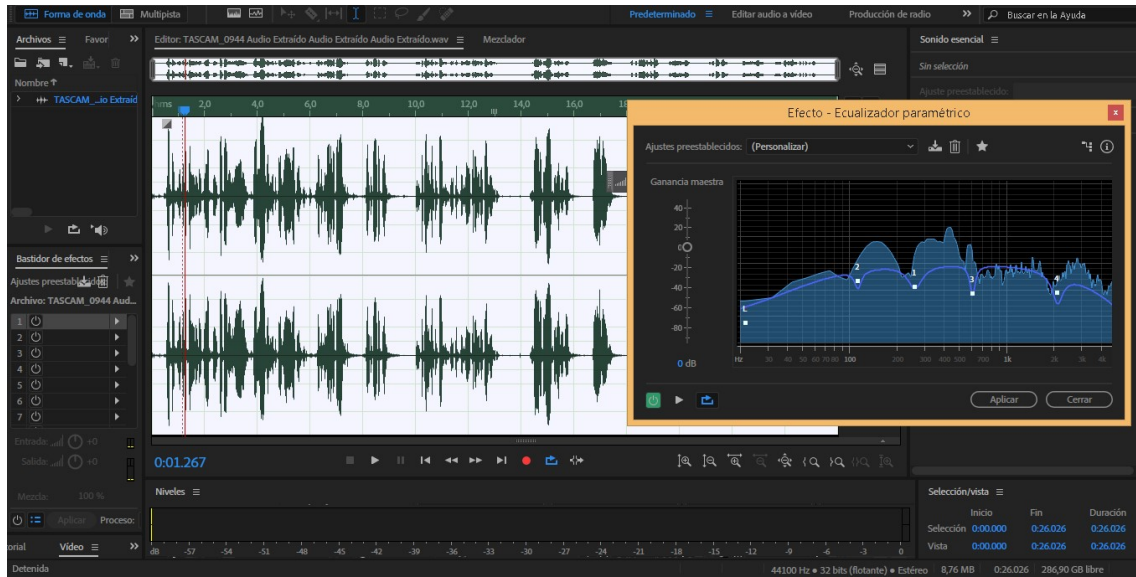 Forma de onda
Multipista
Predeterminado
Editar audio a vídeo
Producción de radio
Buscar en la Ayuda
Archivos
Favor
Editor: TASCAM_0944 Audio Extraído Audio Extraído Audio Extraído.wav
Mezclador
Sonido esencial
Sin selección
Ajuste preestablecido:
Nombre
TASCAM_...io Extraíd
hms 2,0 4,0 6,0 8,0 10,0 12,0 14,0 16,0
Efecto - Ecualizador paramétrico
Ajustes preestablecidos: (Personalizar)
Ganancia maestra
40
20
0
-20
-40
-60
-80
0 dB
L 2 1 3 4
Hz 30 40 50 60 70 80 100 200 300 400 500 700 1k 2k 3k 4k
Aplicar
Cerrar
Bastidor de efectos
Archivo: TASCAM_0944 Aud...
1
2
3
4
5
6
7
Entrada: +0
Salida: +0
Mezcla: 100 %
Aplicar
Proceso:
0:01.267
Niveles
dB -57 -54 -51 -48 -45 -42 -39 -36 -33 -30 -27 -24 -21 -18 -15 -12 -9 -6 -3 0
Selección/vista
Inicio Fin Duración
Selección 0:00.000 0:26.026 0:26.026
Vista 0:00.000 0:26.026 0:26.026
orial
Vídeo
Detenida
44100 Hz ● 32 bits (flotante) ● Estéreo
8,76 MB
0:26.026
286,90 GB libre